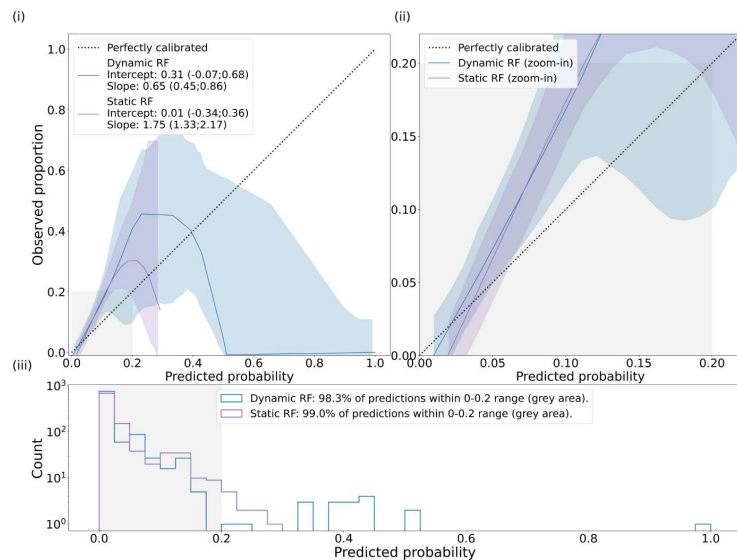 (i)
1.0
0.8
0.6
0.4
0.2
0.0
Observed proportion
Perfectly calibrated
Dynamic RF
Intercept: 0.31 (-0.07;0.68)
Slope: 0.65 (0.45;0.86)
Static RF
Intercept: 0.01 (-0.34;0.36)
Slope: 1.75 (1.33;2.17)
0.0 0.2 0.4 0.6 0.8 1.0
Predicted probability
(ii)
0.20
0.15
0.10
0.05
0.00
Perfectly calibrated
Dynamic RF (zoom-in)
Static RF (zoom-in)
0.00 0.05 0.10 0.15 0.20
Predicted probability
(iii)
10³
10²
10¹
10⁰
Count
Dynamic RF: 98.3% of predictions within 0-0.2 range (grey area).
Static RF: 99.0% of predictions within 0-0.2 range (grey area).
0.0 0.2 0.4 0.6 0.8 1.0
Predicted probability